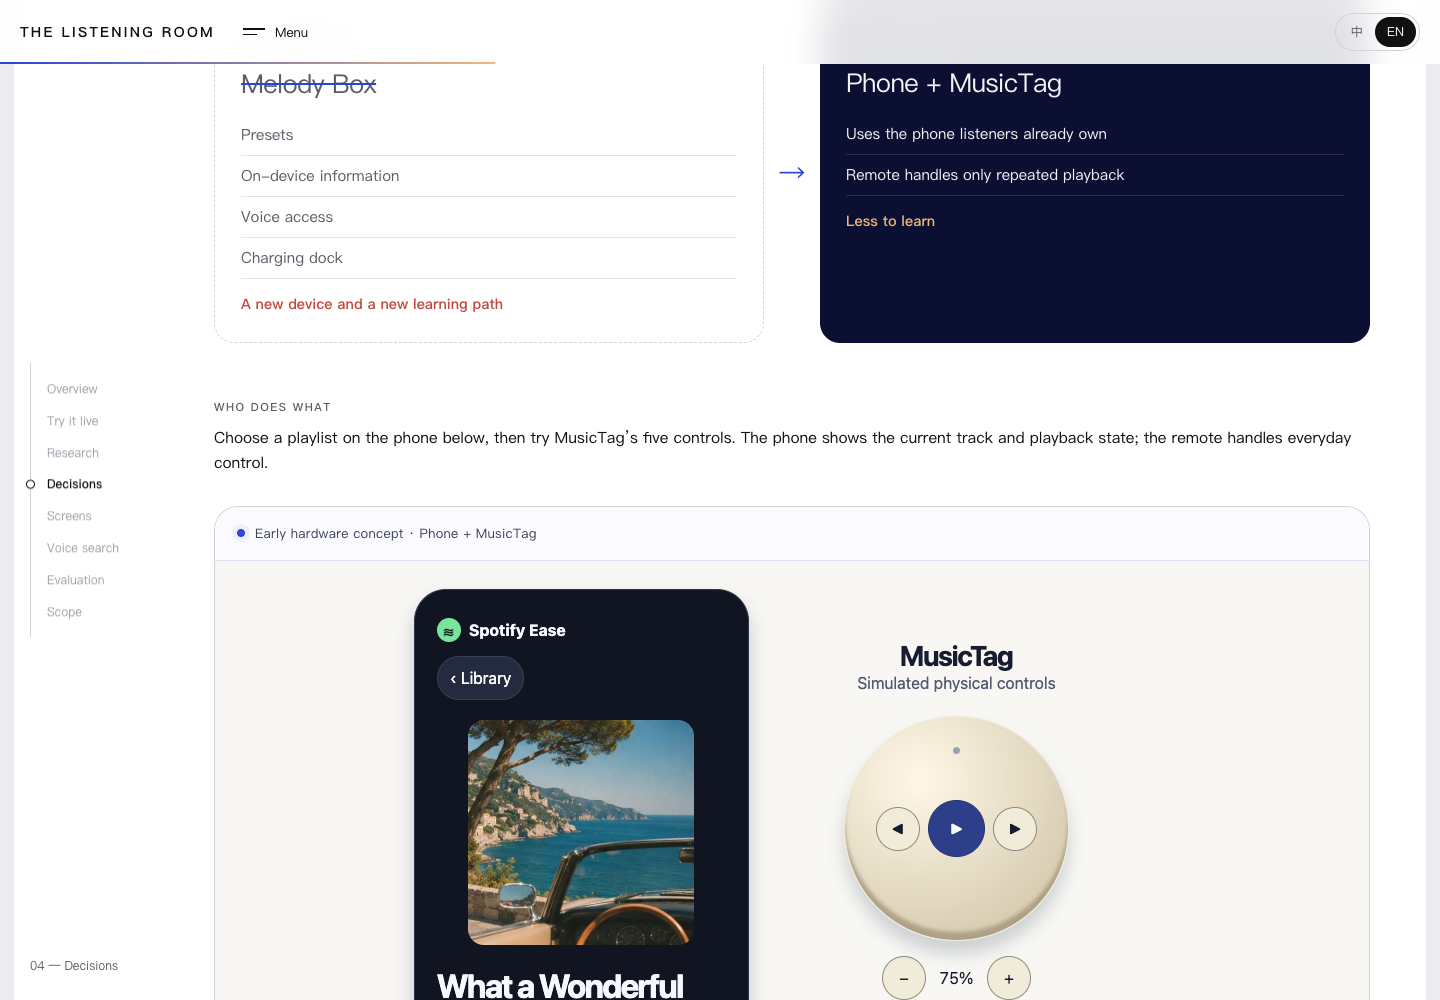 THE LISTENING ROOM
Menu
中
EN
Melody Box
Presets
On-device information
Voice access
Charging dock
A new device and a new learning path
Phone + MusicTag
Uses the phone listeners already own
Remote handles only repeated playback
Less to learn
Overview
Try it live
Research
Decisions
Screens
Voice search
Evaluation
Scope
04 — Decisions
WHO DOES WHAT
Choose a playlist on the phone below, then try MusicTag’s five controls. The phone shows the current track and playback state; the remote handles everyday
control.
Early hardware concept · Phone + MusicTag
Spotify Ease
‹ Library
What a Wonderful
MusicTag
Simulated physical controls
− 75% +